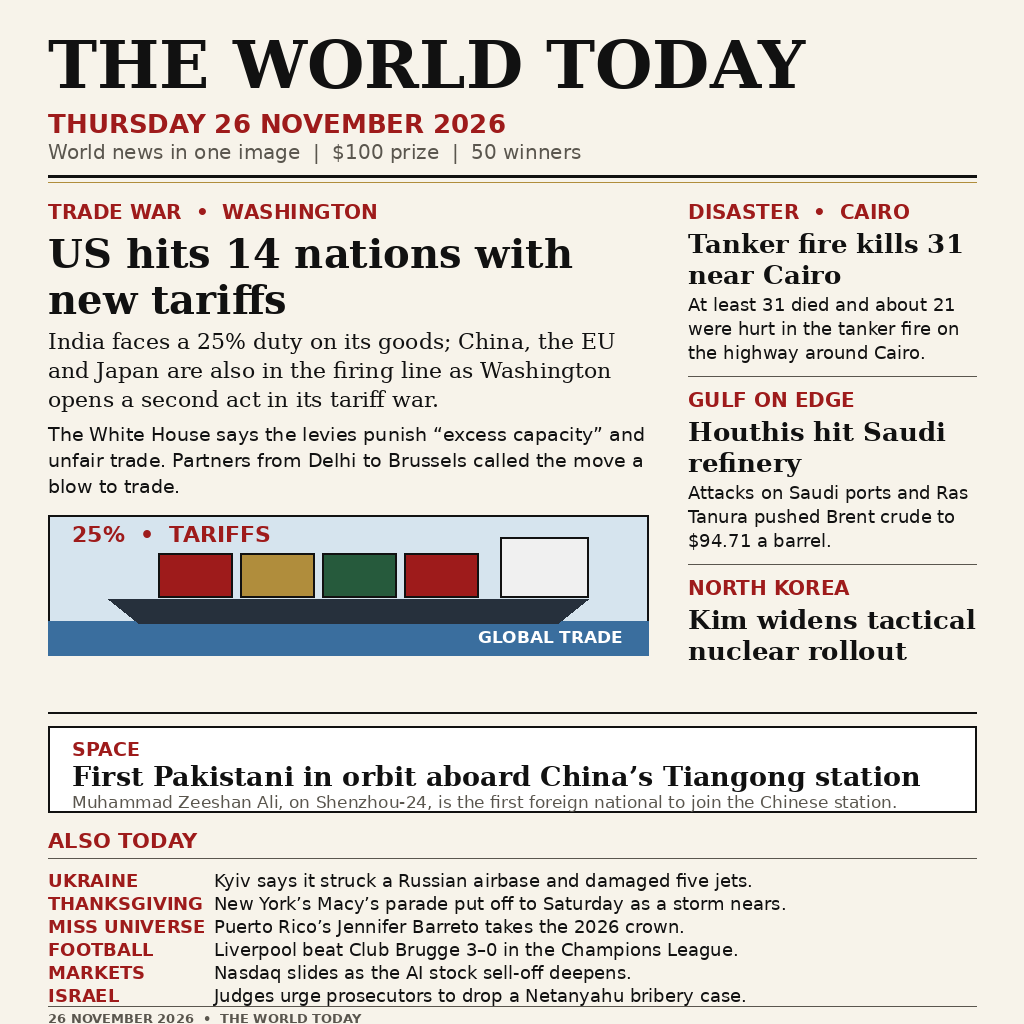 THE WORLD TODAY
THURSDAY 26 NOVEMBER 2026
World news in one image | $100 prize | 50 winners
TRADE WAR • WASHINGTON
US hits 14 nations with
new tariffs
India faces a 25% duty on its goods; China, the EU
and Japan are also in the firing line as Washington
opens a second act in its tariff war.
The White House says the levies punish “excess capacity” and
unfair trade. Partners from Delhi to Brussels called the move a
blow to trade.
25% • TARIFFS
GLOBAL TRADE
DISASTER • CAIRO
Tanker fire kills 31
near Cairo
At least 31 died and about 21
were hurt in the tanker fire on
the highway around Cairo.
GULF ON EDGE
Houthis hit Saudi
refinery
Attacks on Saudi ports and Ras
Tanura pushed Brent crude to
$94.71 a barrel.
NORTH KOREA
Kim widens tactical
nuclear rollout
SPACE
First Pakistani in orbit aboard China’s Tiangong station
Muhammad Zeeshan Ali, on Shenzhou-24, is the first foreign national to join the Chinese station.
ALSO TODAY
UKRAINE Kyiv says it struck a Russian airbase and damaged five jets.
THANKSGIVING New York’s Macy’s parade put off to Saturday as a storm nears.
MISS UNIVERSE Puerto Rico’s Jennifer Barreto takes the 2026 crown.
FOOTBALL Liverpool beat Club Brugge 3–0 in the Champions League.
MARKETS Nasdaq slides as the AI stock sell-off deepens.
ISRAEL Judges urge prosecutors to drop a Netanyahu bribery case.
26 NOVEMBER 2026 • THE WORLD TODAY